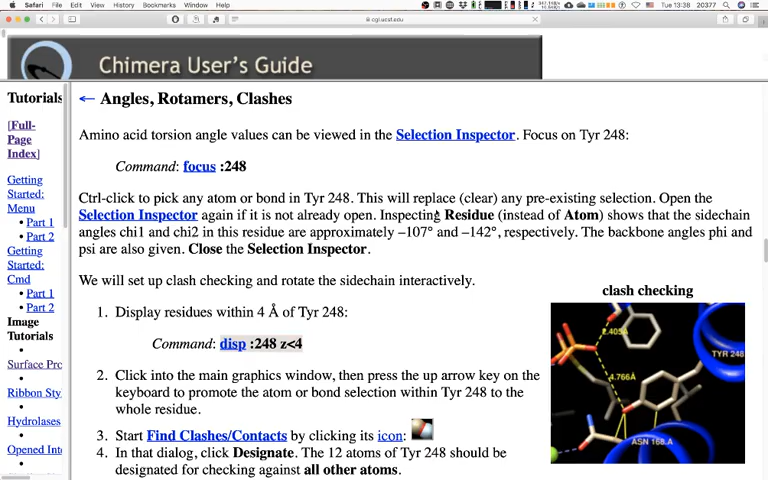 Safari File Edit View History Bookmarks Window Help Tue 13:38 20377
cgl.ucsf.edu
Chimera User's Guide
Tutorials
[Full-
Page
Index]
Getting
Started:
Menu
• Part 1
• Part 2
Getting
Started:
Cmd
• Part 1
• Part 2
Image
Tutorials
•
Surface Pro
•
Ribbon Sty
•
Hydrolases
•
Opened Int
← Angles, Rotamers, Clashes
Amino acid torsion angle values can be viewed in the Selection Inspector. Focus on Tyr 248:
Command: focus :248
Ctrl-click to pick any atom or bond in Tyr 248. This will replace (clear) any pre-existing selection. Open the
Selection Inspector again if it is not already open. Inspecting Residue (instead of Atom) shows that the sidechain
angles chi1 and chi2 in this residue are approximately –107° and –142°, respectively. The backbone angles phi and
psi are also given. Close the Selection Inspector.
We will set up clash checking and rotate the sidechain interactively.
1. Display residues within 4 Å of Tyr 248:
Command: disp :248 z<4
2. Click into the main graphics window, then press the up arrow key on the
keyboard to promote the atom or bond selection within Tyr 248 to the
whole residue.
3. Start Find Clashes/Contacts by clicking its icon:
4. In that dialog, click Designate. The 12 atoms of Tyr 248 should be
designated for checking against all other atoms.
clash checking
2.405Å
TYR 248
4.766Å
ASN 168.A